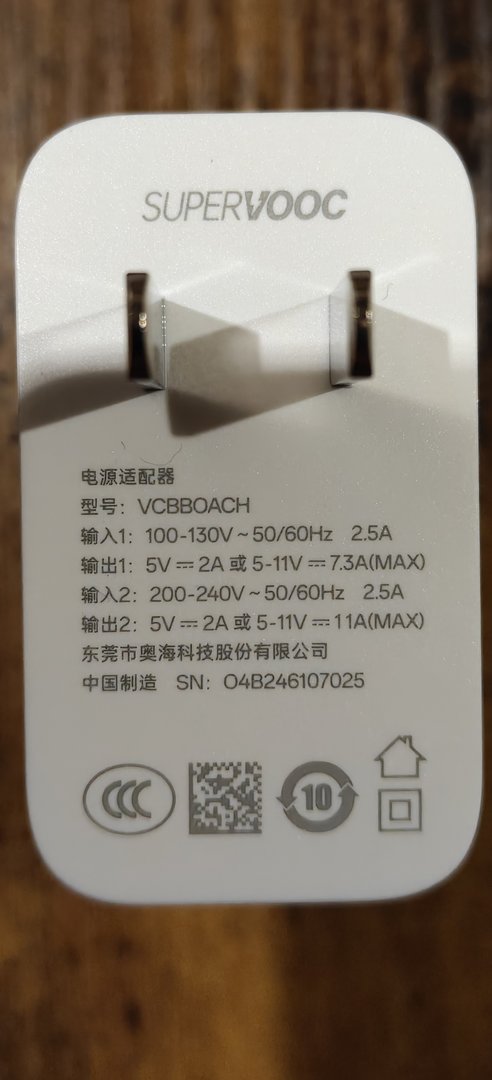 SUPERVOOC
电源适配器
型号：VCBBOACH
输入1：100-130V~50/60Hz 2.5A
输出1：5V⎓2A 或 5-11V⎓7.3A(MAX)
输入2：200-240V~50/60Hz 2.5A
输出2：5V⎓2A 或 5-11V⎓11A(MAX)
东莞市奥海科技股份有限公司
中国制造 SN：O4B246107025
CCC 10